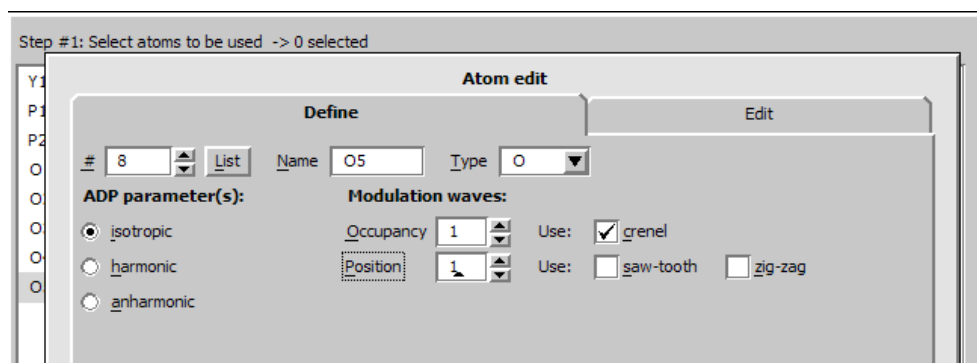 Step #1: Select atoms to be used -> 0 selected
Atom edit
Y1
Define Edit
P1
P2
# 8 List Name O5 Type O
O
ADP parameter(s): Modulation waves:
O
isotropic Occupancy 1 Use: crenel
O
harmonic Position 1 Use: saw-tooth zig-zag
O
anharmonic
O